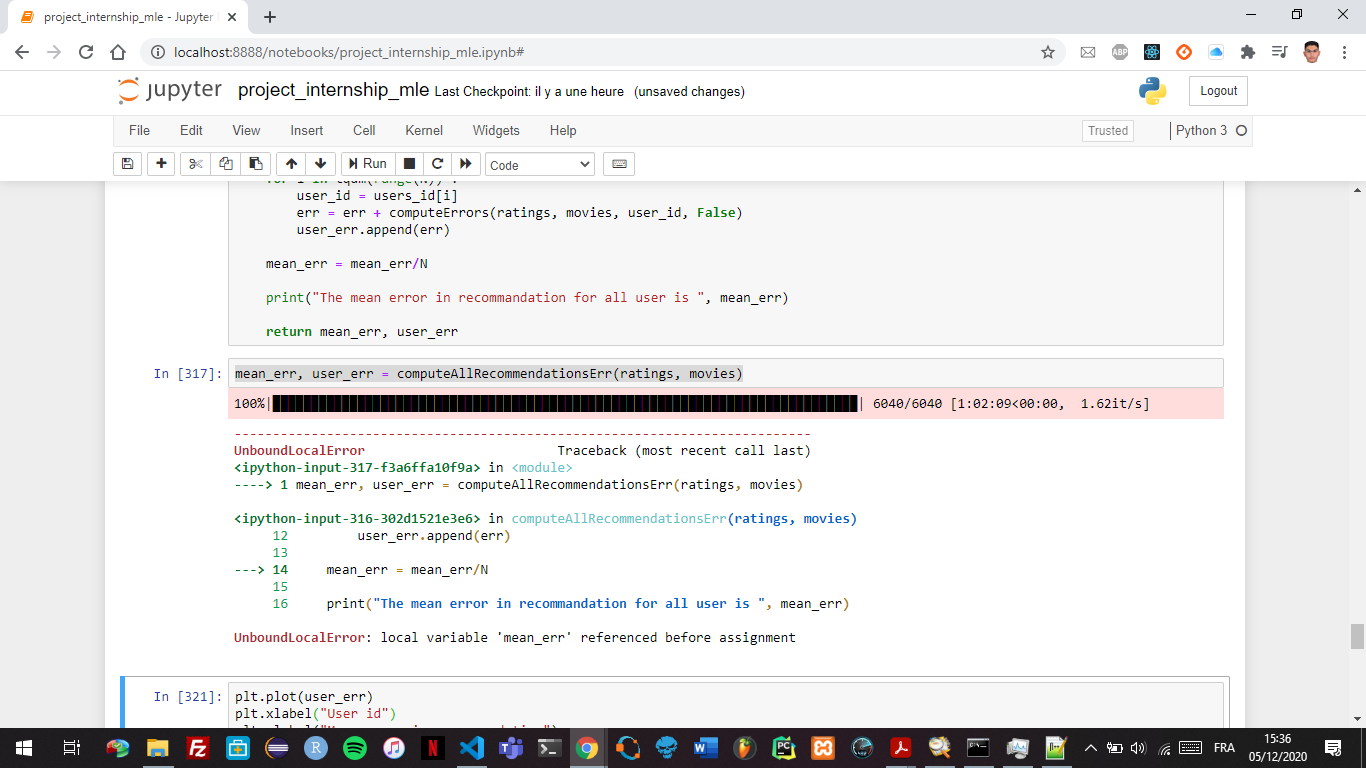 project_internship_mle - Jupyter
localhost:8888/notebooks/project_internship_mle.ipynb#
ABP
jupyter project_internship_mle Last Checkpoint: il y a une heure (unsaved changes)
Logout
File Edit View Insert Cell Kernel Widgets Help
Trusted
Python 3
Run
Code
user_id = users_id[i]
err = err + computeErrors(ratings, movies, user_id, False)
user_err.append(err)
mean_err = mean_err/N
print("The mean error in recommandation for all user is ", mean_err)
return mean_err, user_err
In [317]: mean_err, user_err = computeAllRecommendationsErr(ratings, movies)
100%| | 6040/6040 [1:02:09<00:00, 1.62it/s]
---------------------------------------------------------------------------
UnboundLocalError Traceback (most recent call last)
<ipython-input-317-f3a6ffa10f9a> in <module>
----> 1 mean_err, user_err = computeAllRecommendationsErr(ratings, movies)
<ipython-input-316-302d1521e3e6> in computeAllRecommendationsErr(ratings, movies)
12 user_err.append(err)
13
---> 14 mean_err = mean_err/N
15
16 print("The mean error in recommandation for all user is ", mean_err)
UnboundLocalError: local variable 'mean_err' referenced before assignment
In [321]: plt.plot(user_err)
plt.xlabel("User id")
FRA
15:36
05/12/2020